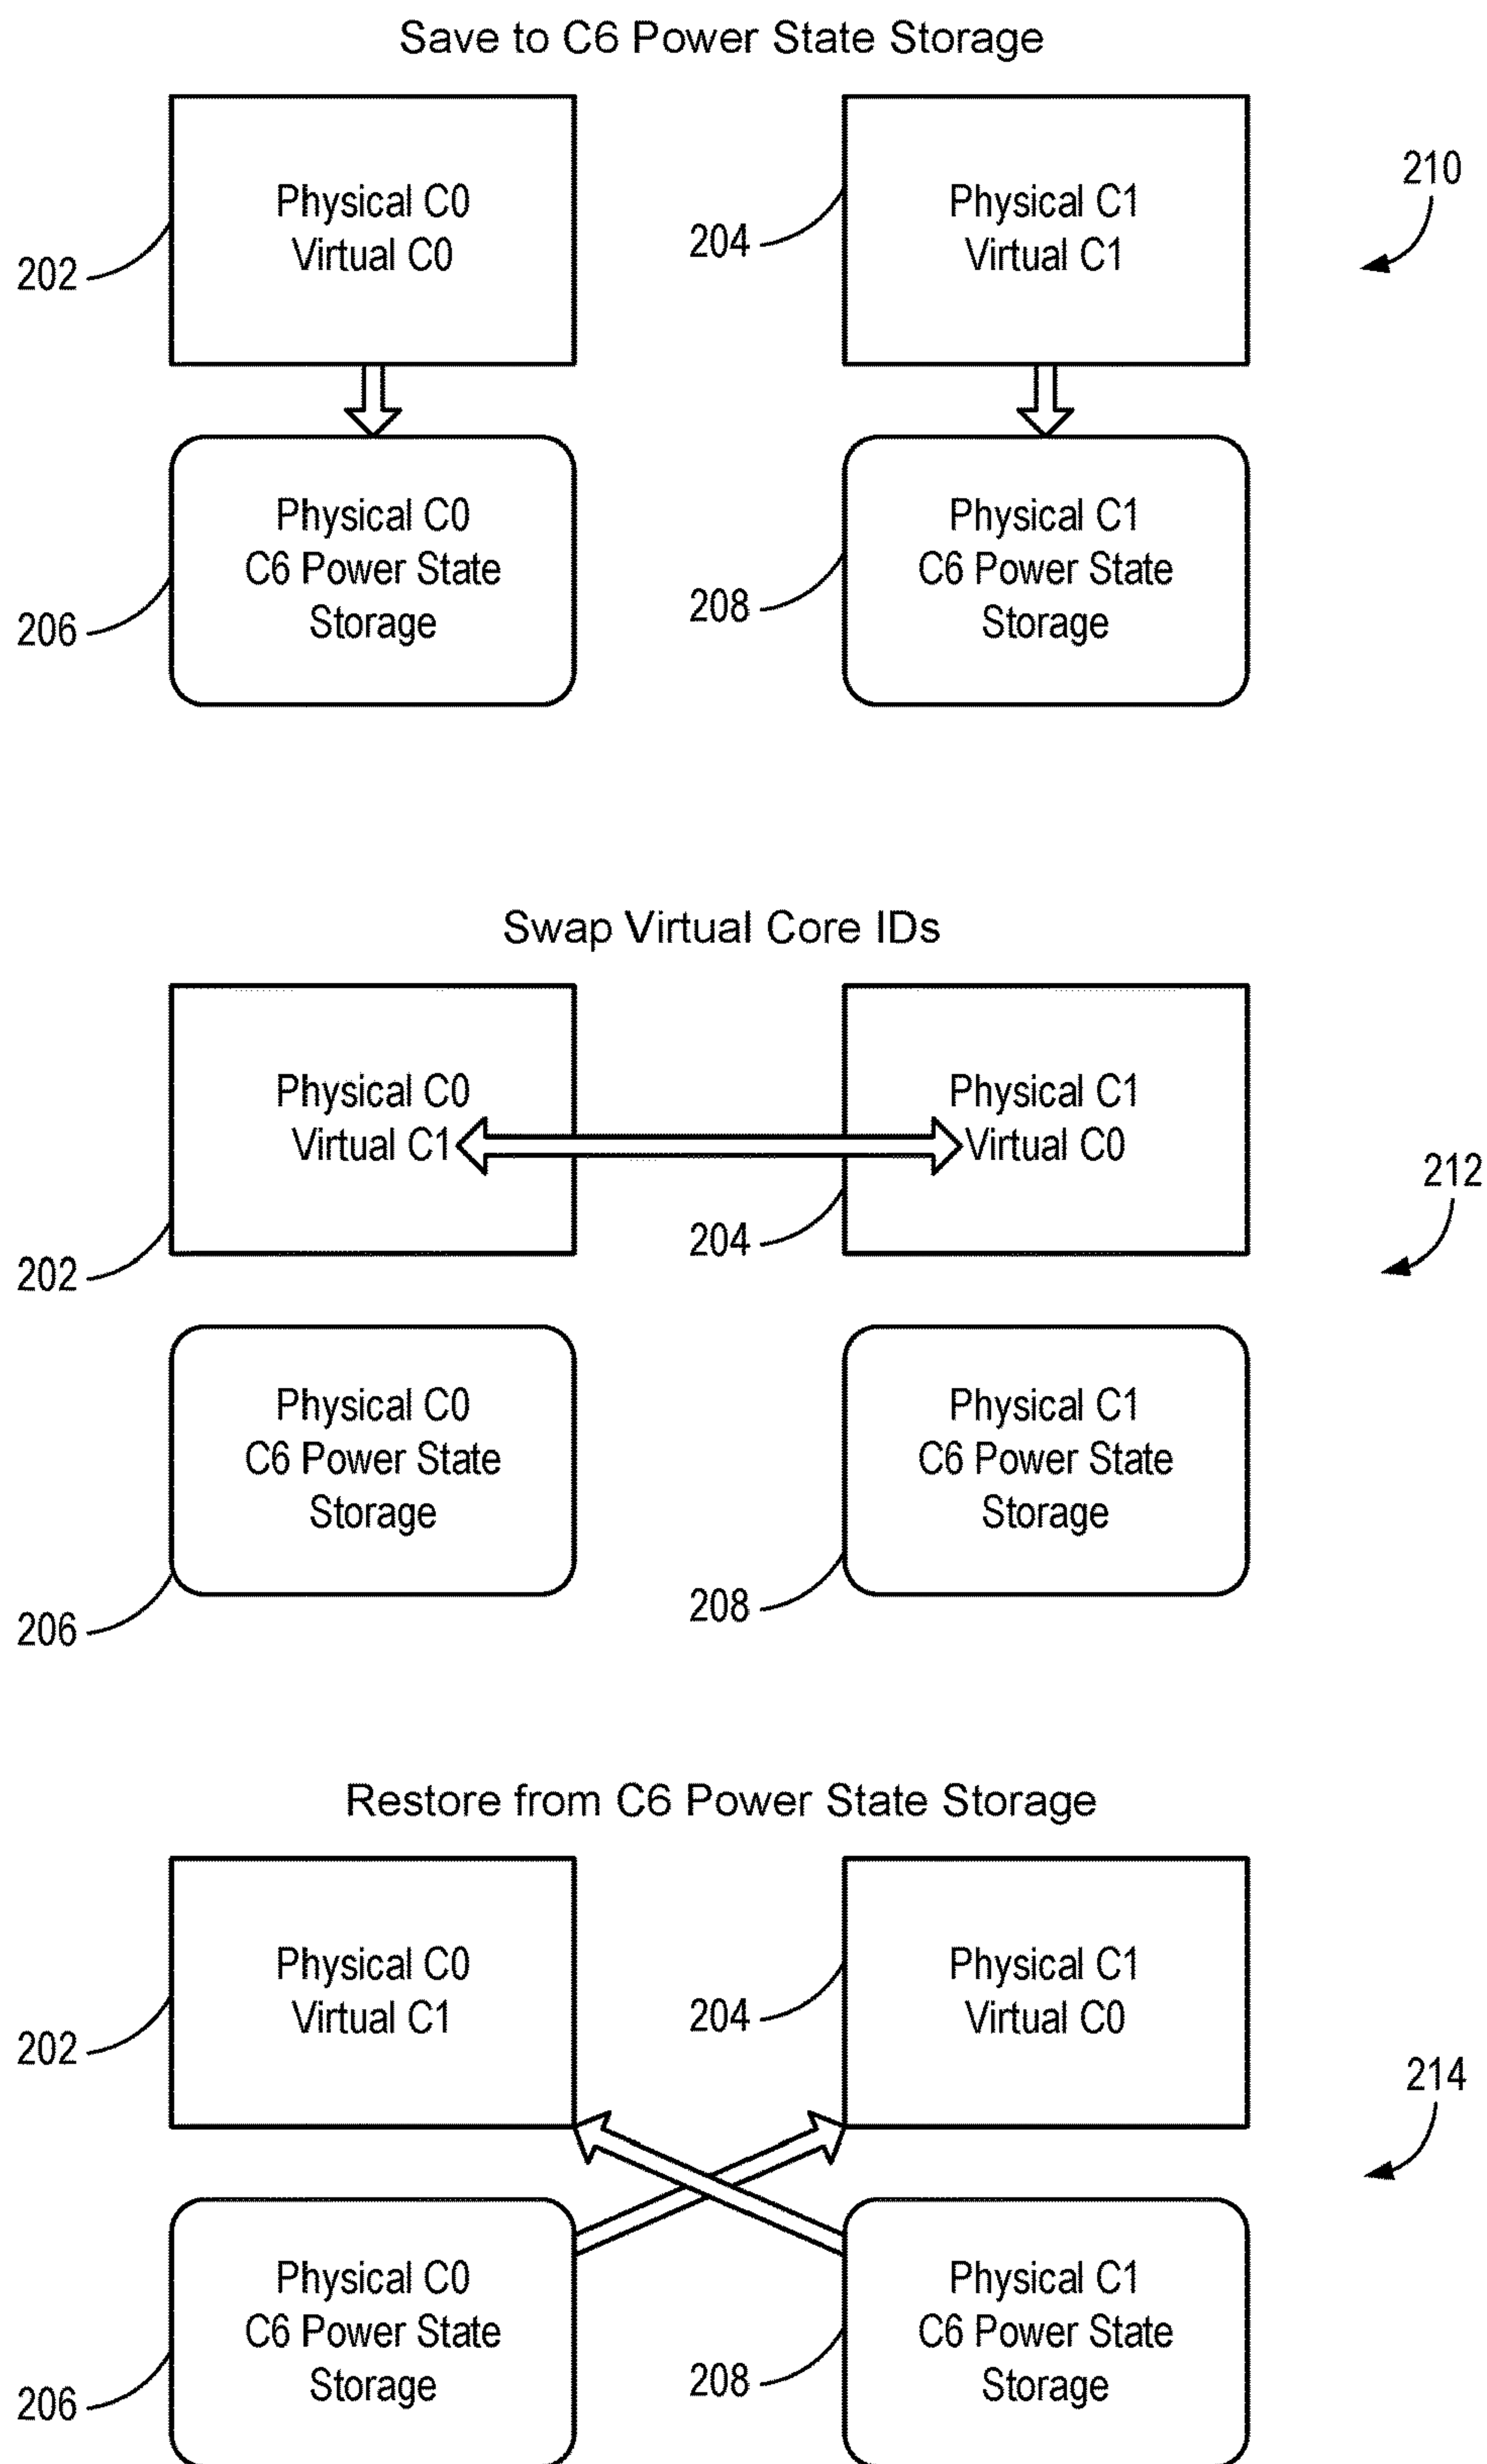 Save to C6 Power State Storage
Physical C0
Virtual C0
Physical C1
Virtual C1
210
202
204
Physical C0
C6 Power State
Storage
Physical C1
C6 Power State
Storage
206
208
Swap Virtual Core IDs
Physical C0
Virtual C1
Physical C1
Virtual C0
212
202
204
Physical C0
C6 Power State
Storage
Physical C1
C6 Power State
Storage
206
208
Restore from C6 Power State Storage
Physical C0
Virtual C1
Physical C1
Virtual C0
202
204
214
Physical C0
C6 Power State
Storage
Physical C1
C6 Power State
Storage
206
208